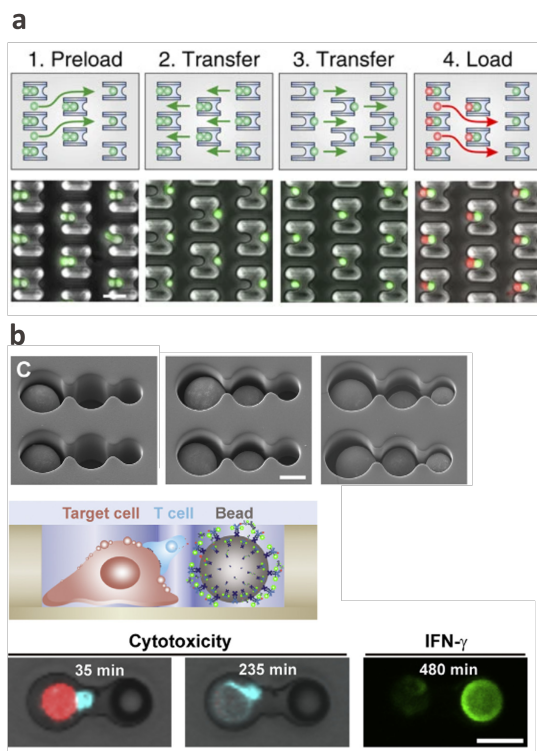 a
1. Preload 2. Transfer 3. Transfer 4. Load
b
C
Target cell T cell Bead
Cytotoxicity IFN-γ
35 min 235 min 480 min